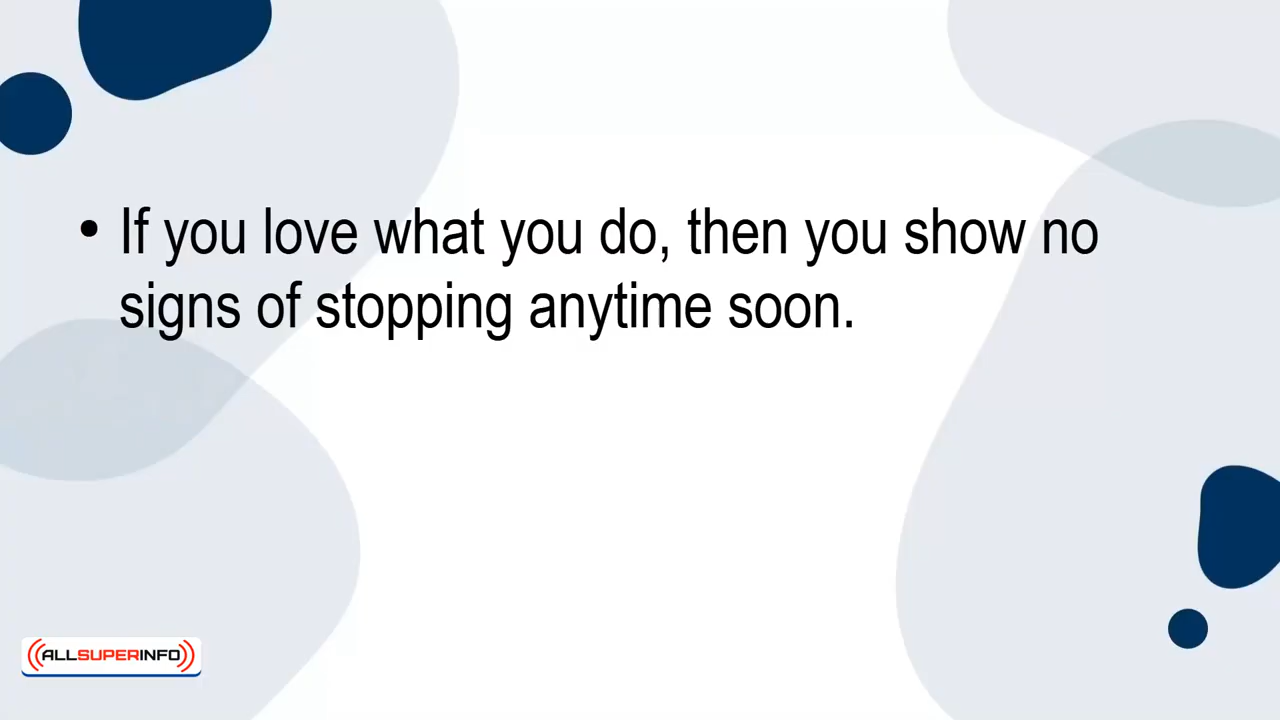 • If you love what you do, then you show no
signs of stopping anytime soon.
((ALLSUPERINFO))